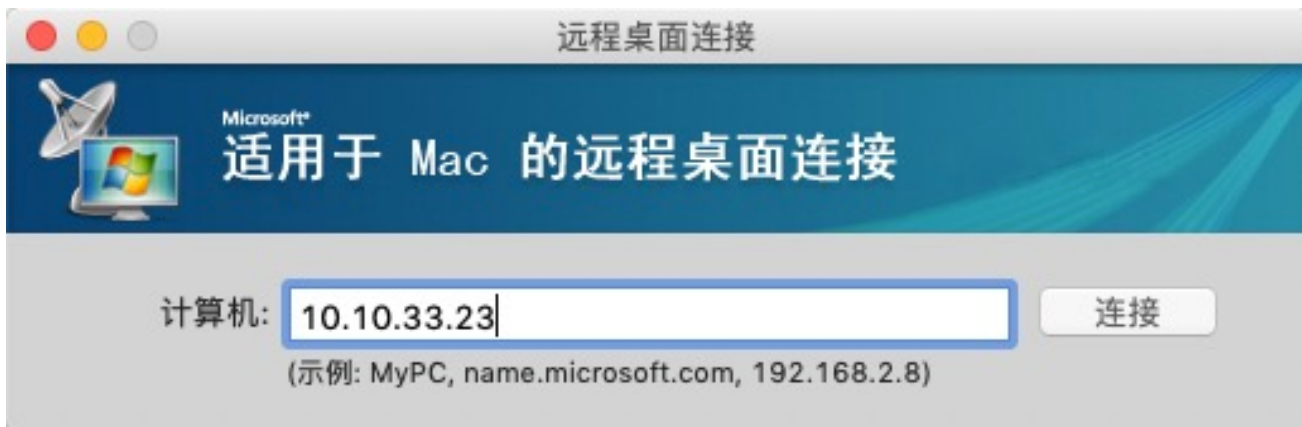 远程桌面连接
Microsoft®
适用于 Mac 的远程桌面连接
计算机: 10.10.33.23 连接
(示例: MyPC, name.microsoft.com, 192.168.2.8)